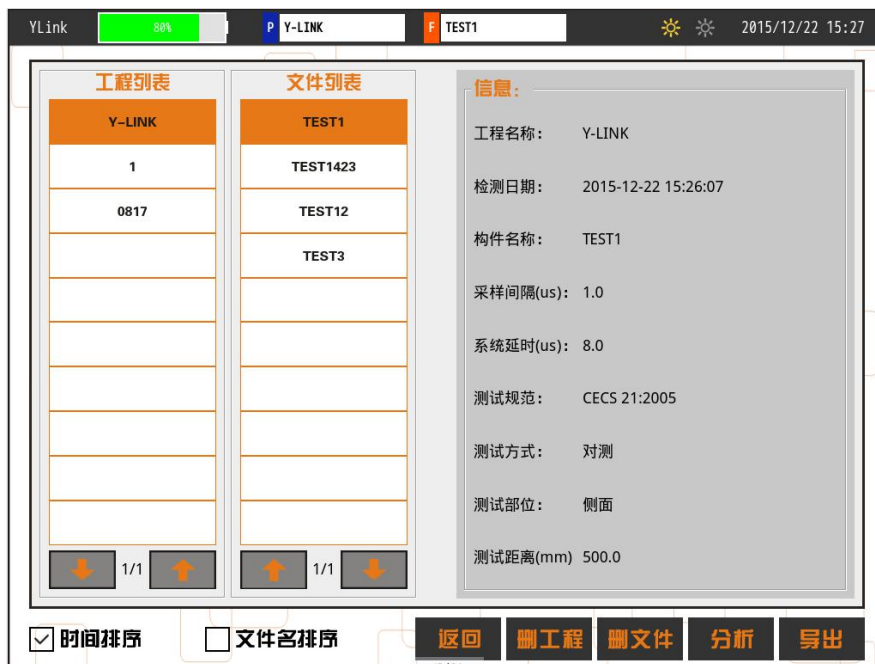 YLink 80% P Y-LINK F TEST1 2015/12/22 15:27
工程列表
Y-LINK
1
0817
1/1
文件列表
TEST1
TEST1423
TEST12
TEST3
1/1
信息:
工程名称: Y-LINK
检测日期: 2015-12-22 15:26:07
构件名称: TEST1
采样间隔(us): 1.0
系统延时(us): 8.0
测试规范: CECS 21:2005
测试方式: 对测
测试部位: 侧面
测试距离(mm) 500.0
时间排序 文件名排序 返回 删工程 删文件 分析 导出